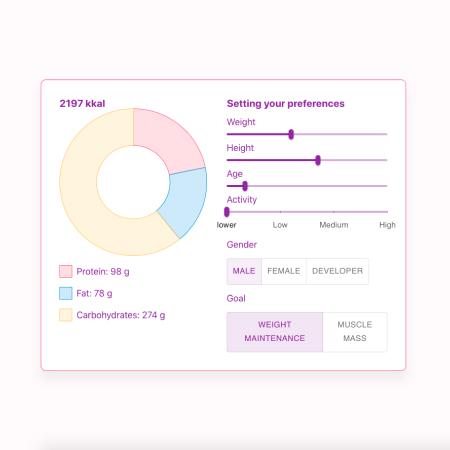 2197 kkal
Protein: 98 g
Fat: 78 g
Carbohydrates: 274 g
Setting your preferences
Weight
Height
Age
Activity
lower Low Medium High
Gender
MALE FEMALE DEVELOPER
Goal
WEIGHT MAINTENANCE
MUSCLE MASS